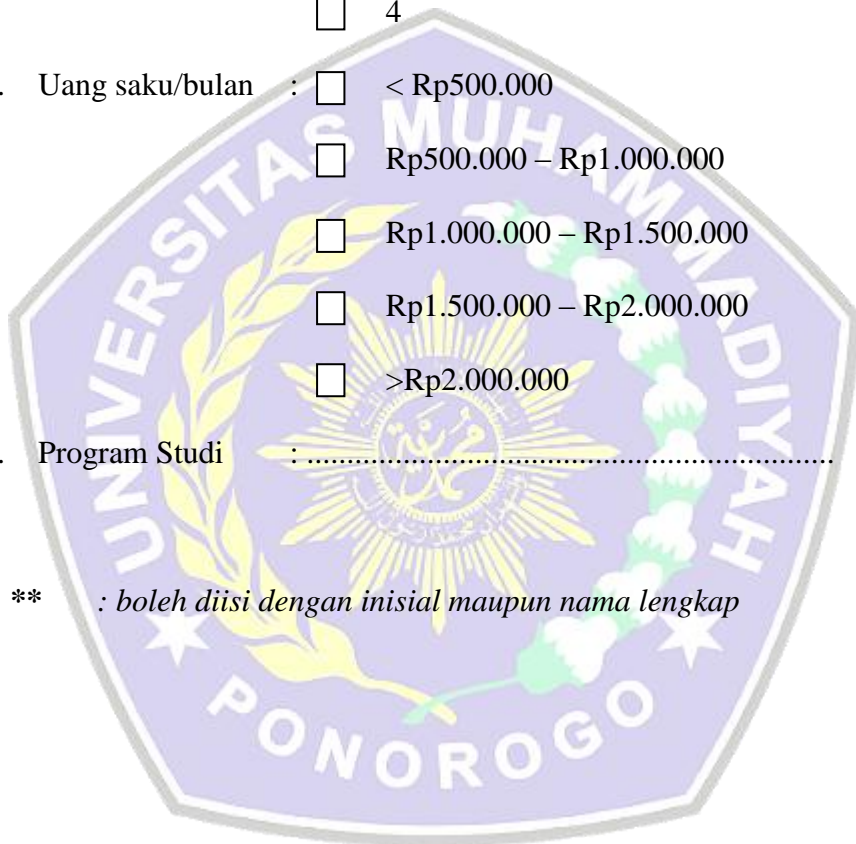 4
. Uang saku/bulan : < Rp500.000
Rp500.000 – Rp1.000.000
Rp1.000.000 – Rp1.500.000
Rp1.500.000 – Rp2.000.000
>Rp2.000.000
. Program Studi : ...................................................................
** : boleh diisi dengan inisial maupun nama lengkap
UNIVERSITAS MUHAMMADIYAH
PONOROGO